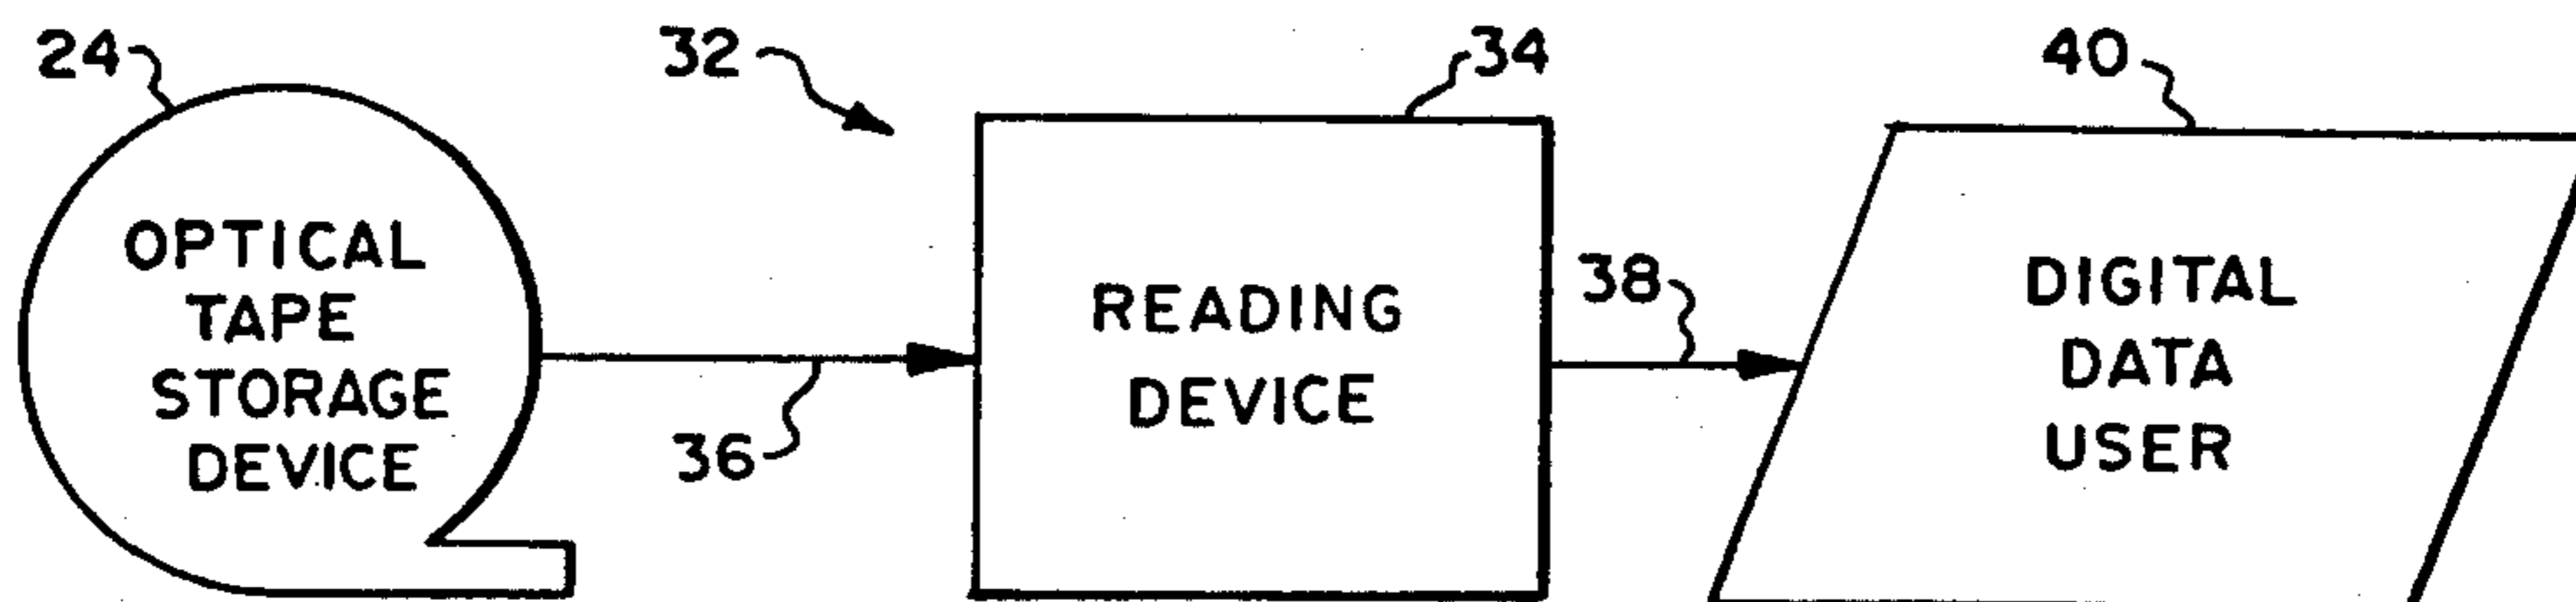 24
32
34
40
OPTICAL
TAPE
STORAGE
DEVICE
36
READING
DEVICE
38
DIGITAL
DATA
USER